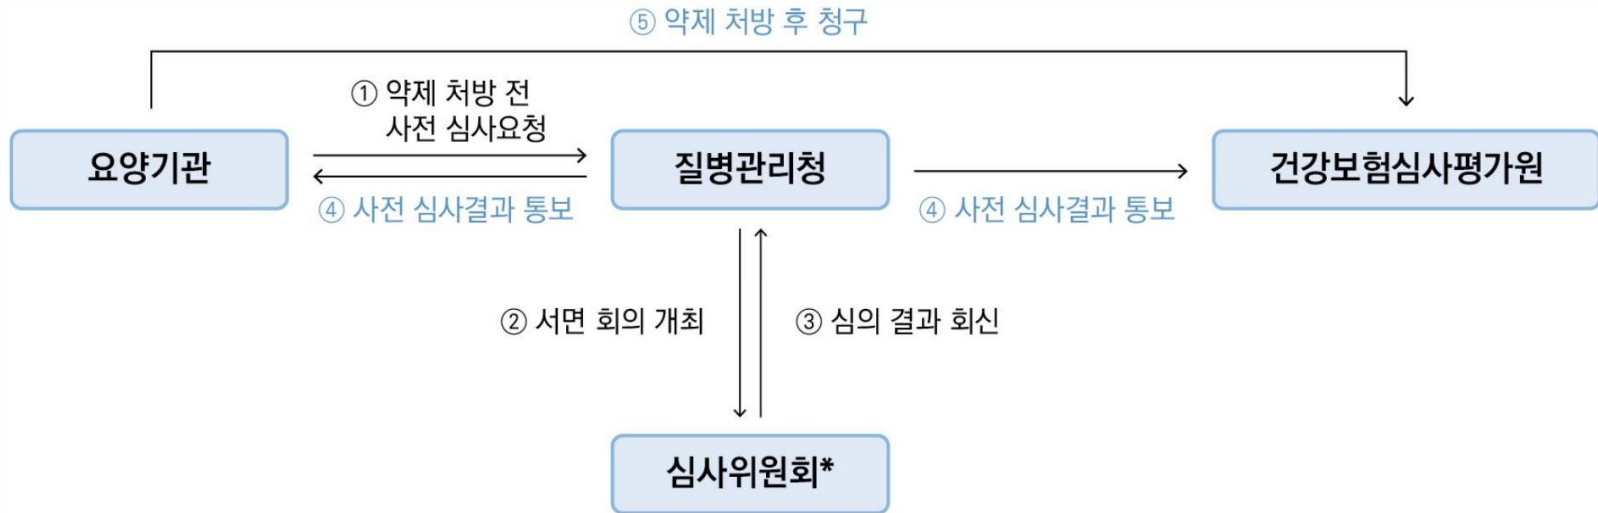 ⑤ 약제 처방 후 청구
① 약제 처방 전
사전 심사요청
요양기관
질병관리청
건강보험심사평가원
④ 사전 심사결과 통보
④ 사전 심사결과 통보
② 서면 회의 개최
③ 심의 결과 회신
심사위원회*